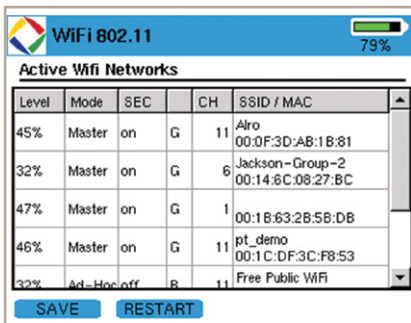 WiFi 802.11
79%
Active Wifi Networks
Level Mode SEC CH SSID / MAC
45% Master on G 11 Alro
00:0F:3D:AB:1B:81
32% Master on G 6 Jackson-Group-2
00:14:6C:08:27:BC
47% Master on G 1
00:1B:63:2B:5B:DB
46% Master on G 11 pt_demo
00:1C:DF:3C:F8:53
32% Ad-Hoc off B 11 Free Public WiFi
SAVE RESTART